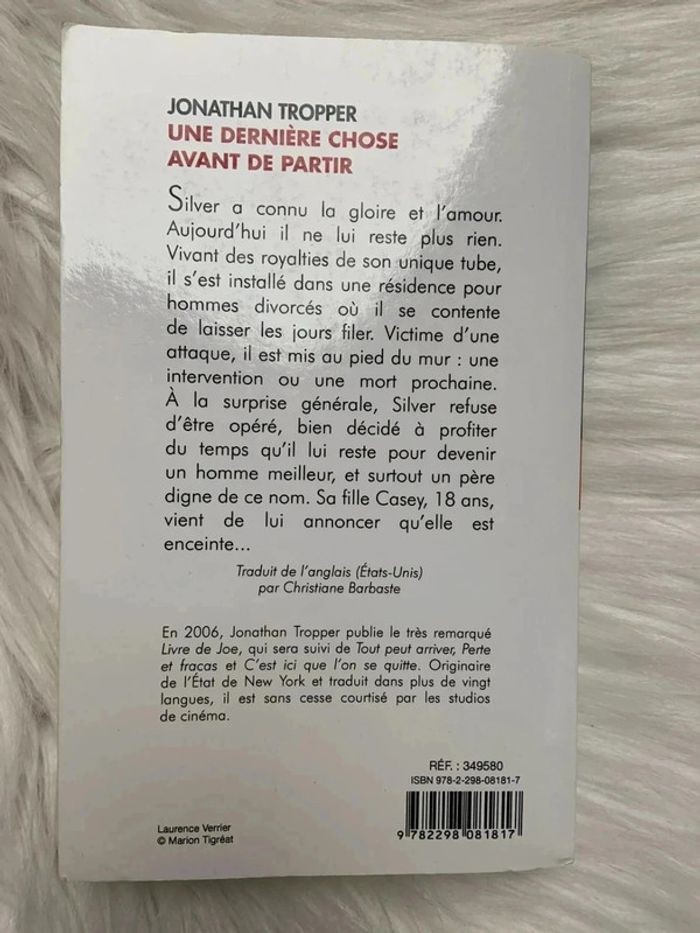 JONATHAN TROPPER
UNE DERNIÈRE CHOSE
AVANT DE PARTIR
Silver a connu la gloire et l'amour.
Aujourd'hui il ne lui reste plus rien.
Vivant des royalties de son unique tube,
il s'est installé dans une résidence pour
hommes divorcés où il se contente
de laisser les jours filer. Victime d'une
attaque, il est mis au pied du mur : une
intervention ou une mort prochaine.
À la surprise générale, Silver refuse
d'être opéré, bien décidé à profiter
du temps qu'il lui reste pour devenir
un homme meilleur, et surtout un père
digne de ce nom. Sa fille Casey, 18 ans,
vient de lui annoncer qu'elle est
enceinte...
Traduit de l'anglais (États-Unis)
par Christiane Barbaste
En 2006, Jonathan Tropper publie le très remarqué
Livre de Joe, qui sera suivi de Tout peut arriver, Perte
et fracas et C'est ici que l'on se quitte. Originaire
de l'État de New York et traduit dans plus de vingt
langues, il est sans cesse courtisé par les studios
de cinéma.
RÉF. : 349580
ISBN 978-2-298-08181-7
9 782298 081817
Laurence Verrier
© Marion Tigréat